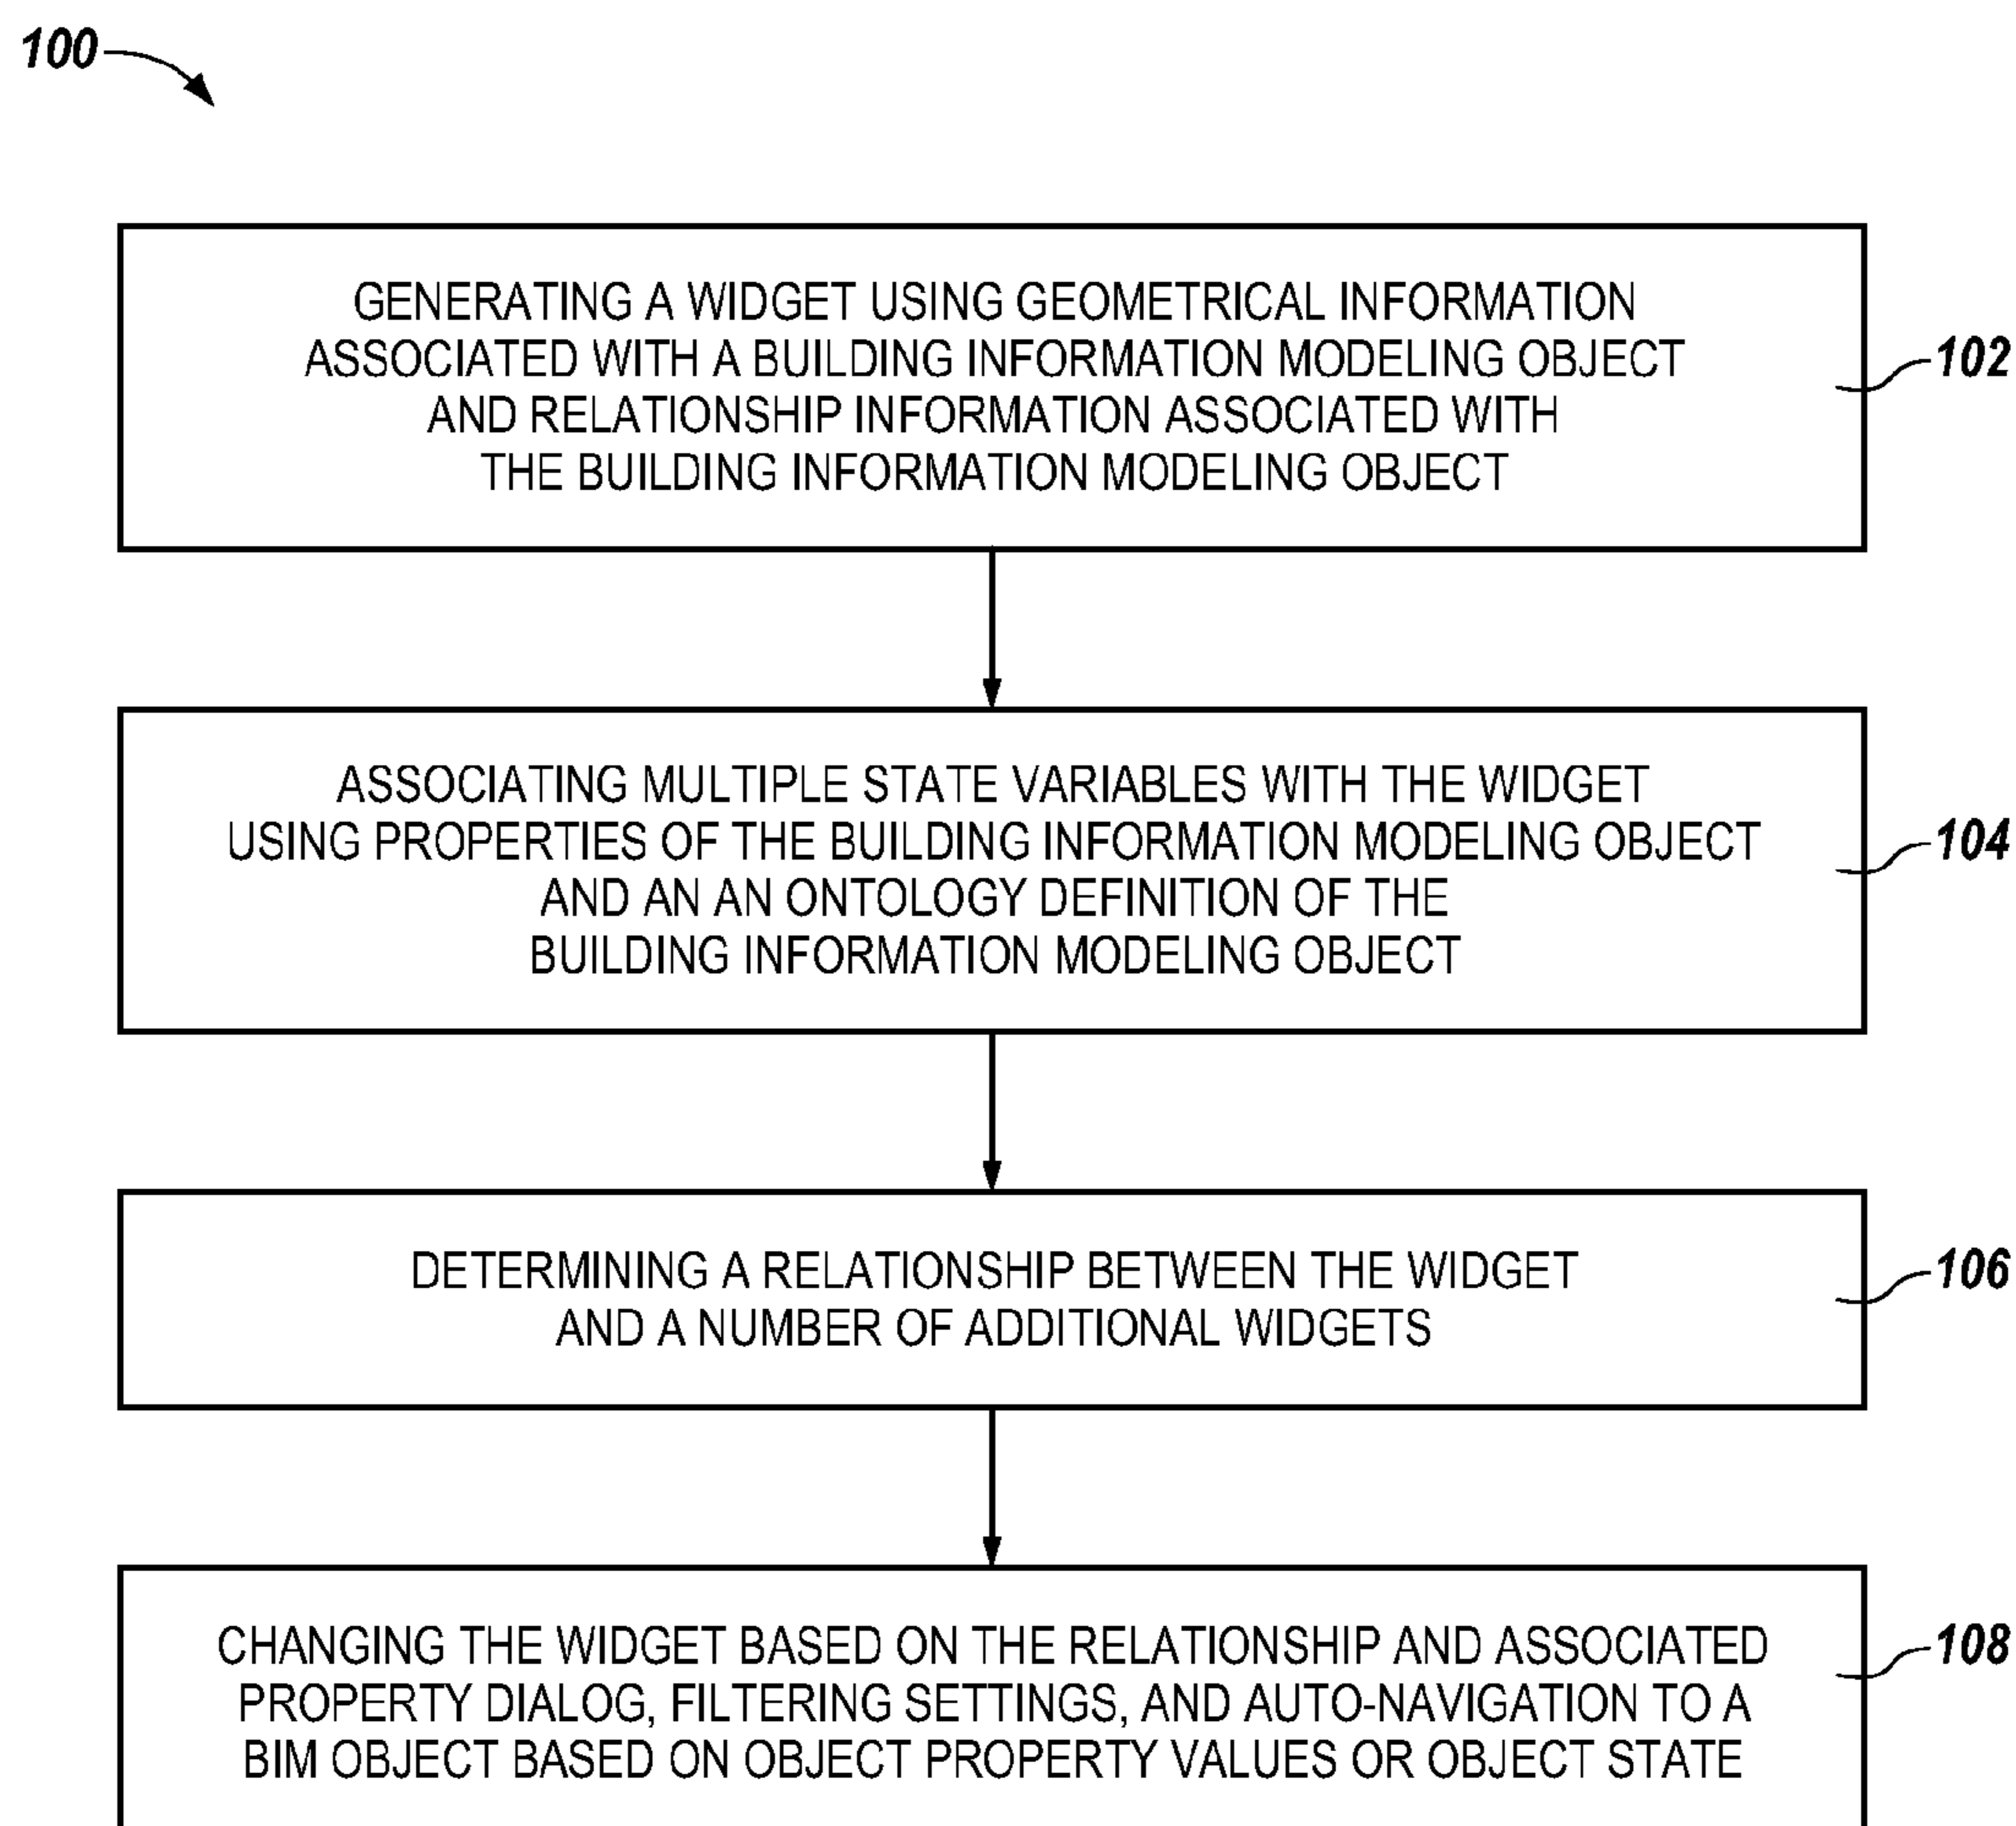 100
GENERATING A WIDGET USING GEOMETRICAL INFORMATION
ASSOCIATED WITH A BUILDING INFORMATION MODELING OBJECT
AND RELATIONSHIP INFORMATION ASSOCIATED WITH
THE BUILDING INFORMATION MODELING OBJECT
102
ASSOCIATING MULTIPLE STATE VARIABLES WITH THE WIDGET
USING PROPERTIES OF THE BUILDING INFORMATION MODELING OBJECT
AND AN AN ONTOLOGY DEFINITION OF THE
BUILDING INFORMATION MODELING OBJECT
104
DETERMINING A RELATIONSHIP BETWEEN THE WIDGET
AND A NUMBER OF ADDITIONAL WIDGETS
106
CHANGING THE WIDGET BASED ON THE RELATIONSHIP AND ASSOCIATED
PROPERTY DIALOG, FILTERING SETTINGS, AND AUTO-NAVIGATION TO A
BIM OBJECT BASED ON OBJECT PROPERTY VALUES OR OBJECT STATE
108